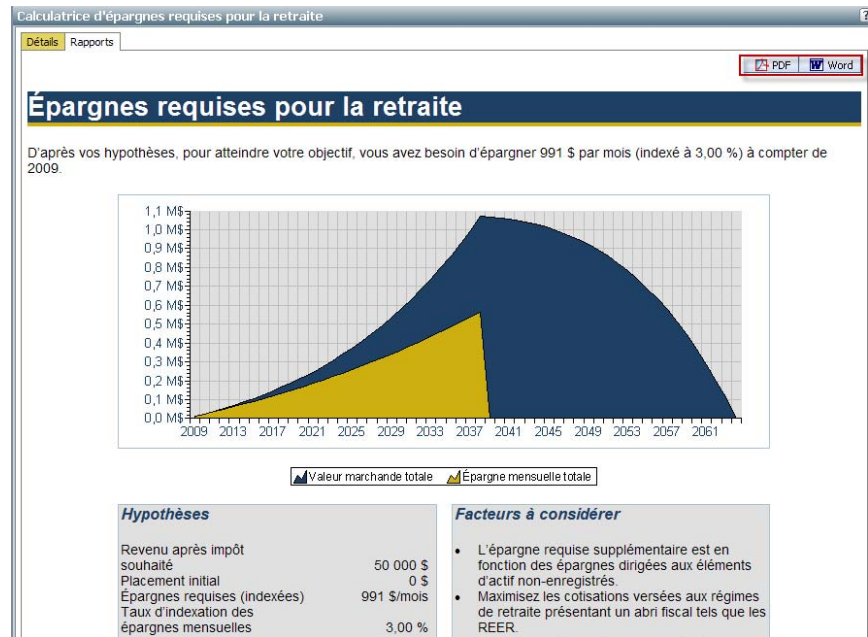 Calculatrice d'épargnes requises pour la retraite
?
Détails Rapports
PDF Word
Épargnes requises pour la retraite
D'après vos hypothèses, pour atteindre votre objectif, vous avez besoin d'épargner 991 $ par mois (indexé à 3,00 %) à compter de
2009.
1,1 M$
1,0 M$
0,9 M$
0,8 M$
0,7 M$
0,6 M$
0,5 M$
0,4 M$
0,3 M$
0,2 M$
0,1 M$
0,0 M$
2009 2013 2017 2021 2025 2029 2033 2037 2041 2045 2049 2053 2057 2061
Valeur marchande totale Épargne mensuelle totale
Hypothèses
Revenu après impôt
souhaité 50 000 $
Placement initial 0 $
Épargnes requises (indexées) 991 $/mois
Taux d'indexation des
épargnes mensuelles 3,00 %
Facteurs à considérer
• L'épargne requise supplémentaire est en
fonction des épargnes dirigées aux éléments
d'actif non-enregistrés.
• Maximisez les cotisations versées aux régimes
de retraite présentant un abri fiscal tels que les
REER.